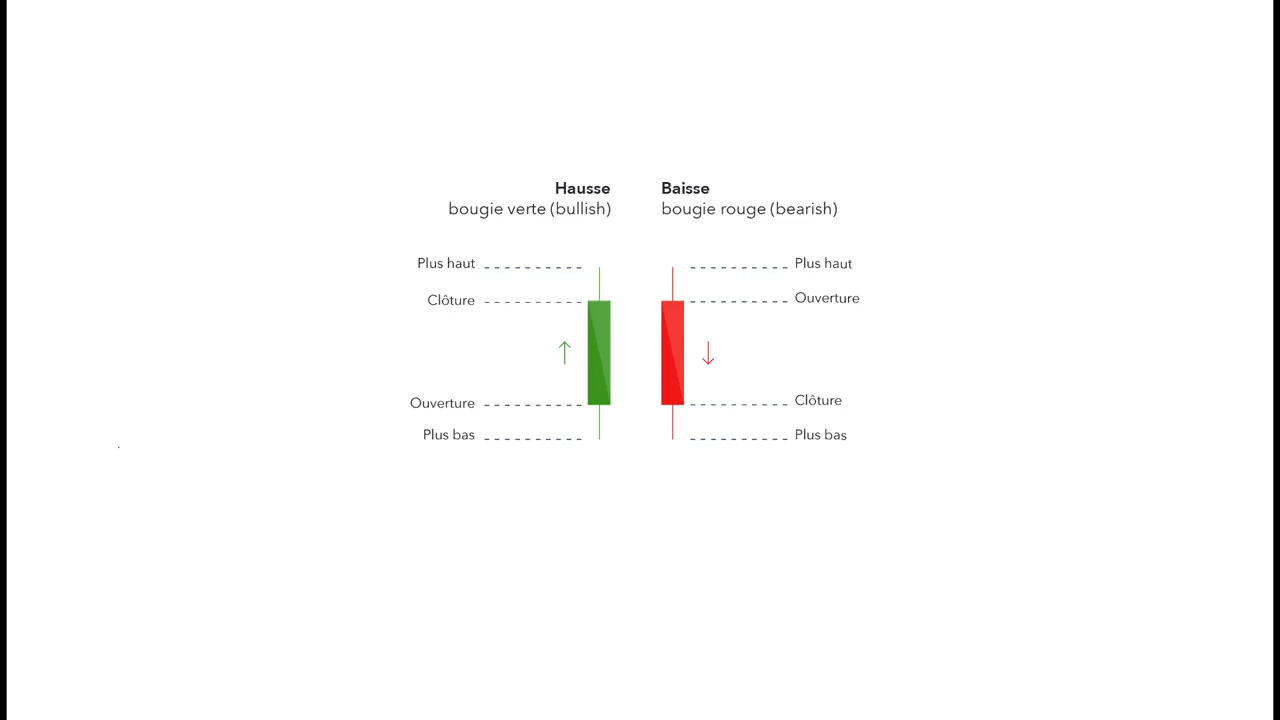 Hausse
bougie verte (bullish)
Plus haut
Clôture
Ouverture
Plus bas
Baisse
bougie rouge (bearish)
Plus haut
Ouverture
Clôture
Plus bas